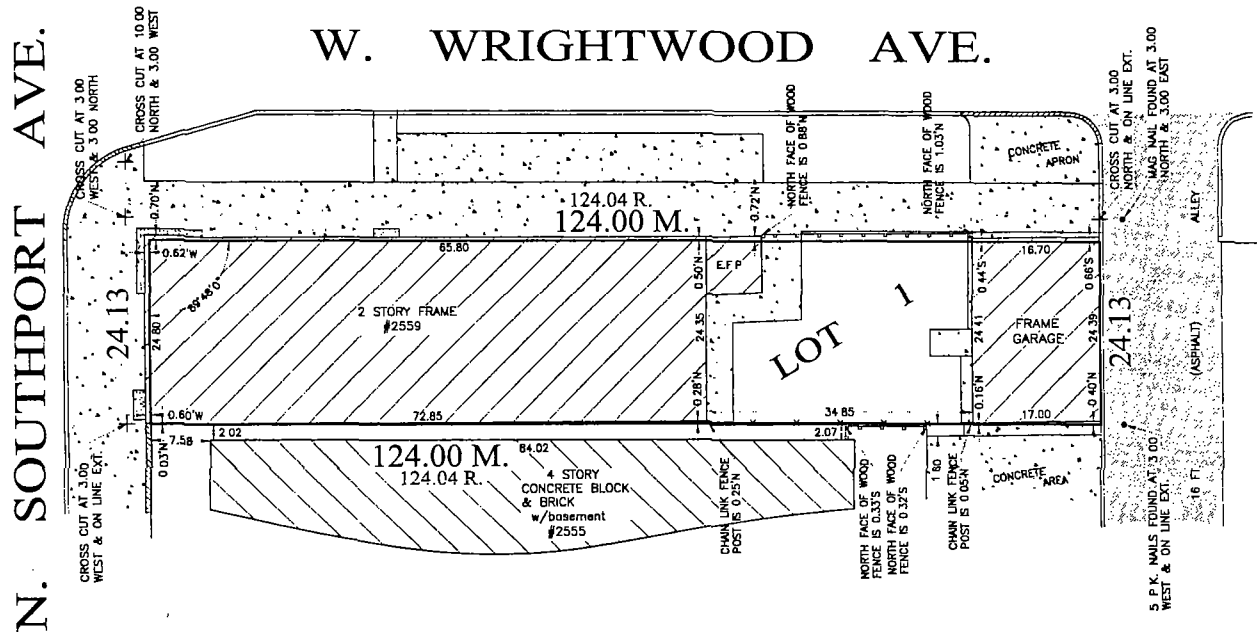 W. WRIGHTWOOD AVE.
N. SOUTHPORT AVE.
CROSS CUT AT 3 00
WEST & 3 00 NORTH
CROSS CUT AT 10 00
NORTH & 3.00 WEST
NORTH FACE OF WOOD
FENCE IS 0 88'N
NORTH FACE OF WOOD
FENCE IS 1.03'N
CONCRETE
APRON
CROSS CUT AT 3.00
NORTH & ON LINE EXT.
MAG NAIL FOUND AT 3.00
NORTH & 3.00 EAST
ALLEY
(ASPHALT)
16 FT
0.70'N
124.04 R.
124.00 M.
0.72'N
0.62'W
65.80
0 50'N
E.F P
0 44'S
16.70
0 66'S
89°48'0"
24.13
24 80
2 STORY FRAME
#2559
24.35
LOT 1
24 41
FRAME
GARAGE
24.39
24.13
0.28'N
0.16'N
0 40'N
0.60'W
72.85
34 85
17.00
7.58
2 02
84.02
2.07
0 03'N
124.00 M.
124.04 R.
4 STORY
CONCRETE BLOCK
& BRICK
w/basement
#2555
CROSS CUT AT 3.00
WEST & ON LINE EXT.
CHAIN LINK FENCE
POST IS 0 25'N
NORTH FACE OF WOOD
FENCE IS 0.33'S
NORTH FACE OF WOOD
FENCE IS 0.32'S
1 80
CHAIN LINK FENCE
POST IS 0.05'N
CONCRETE
AREA
5 P K. NAILS FOUND AT 3 00
WEST & ON LINE EXT.